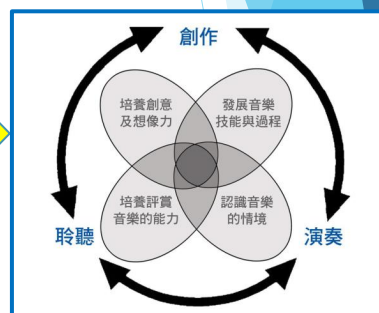 創作
培養創意
及想像力
發展音樂
技能與過程
培養評賞
音樂的能力
認識音樂
的情境
聆聽
演奏